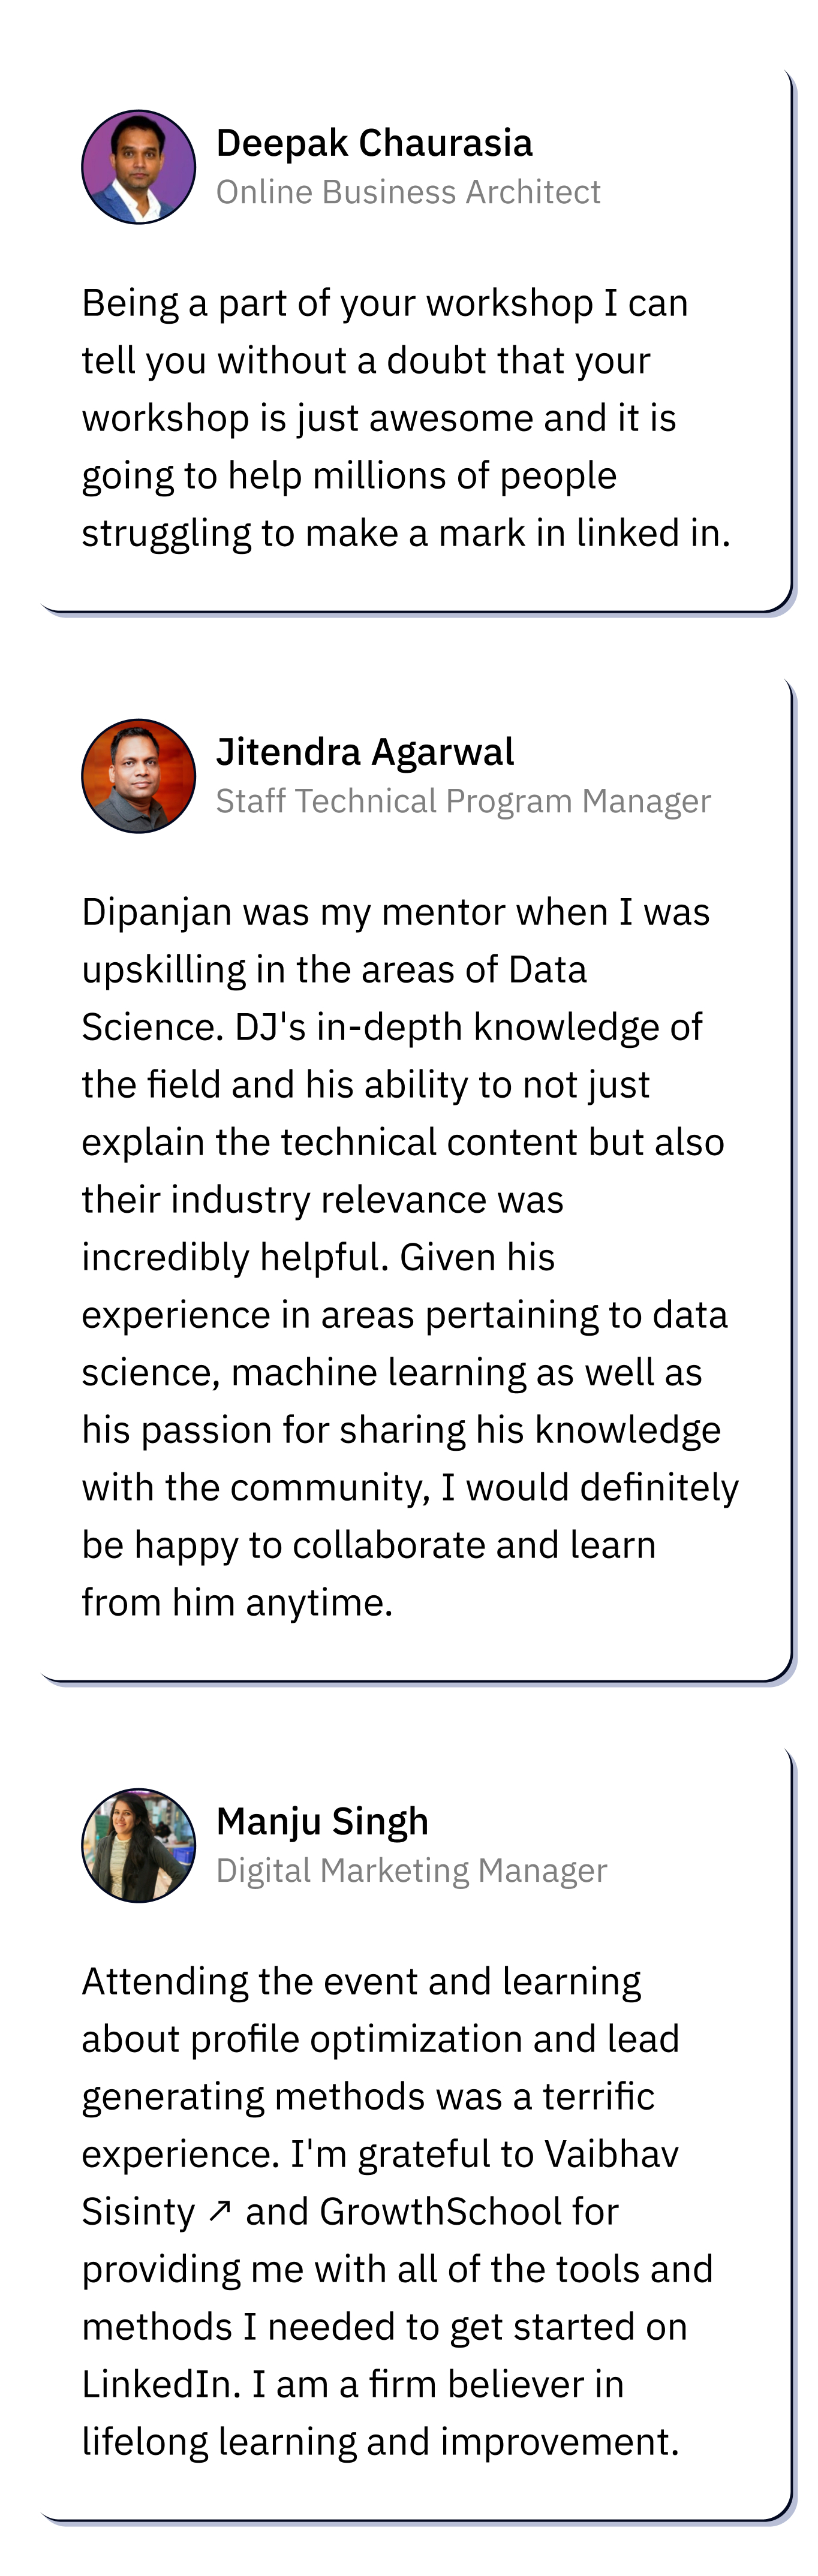 Deepak Chaurasia
Online Business Architect
Being a part of your workshop I can
tell you without a doubt that your
workshop is just awesome and it is
going to help millions of people
struggling to make a mark in linked in.
Jitendra Agarwal
Staff Technical Program Manager
Dipanjan was my mentor when I was
upskilling in the areas of Data
Science. DJ's in-depth knowledge of
the field and his ability to not just
explain the technical content but also
their industry relevance was
incredibly helpful. Given his
experience in areas pertaining to data
science, machine learning as well as
his passion for sharing his knowledge
with the community, I would definitely
be happy to collaborate and learn
from him anytime.
Manju Singh
Digital Marketing Manager
Attending the event and learning
about profile optimization and lead
generating methods was a terrific
experience. I'm grateful to Vaibhav
Sisinty ↗ and GrowthSchool for
providing me with all of the tools and
methods I needed to get started on
LinkedIn. I am a firm believer in
lifelong learning and improvement.